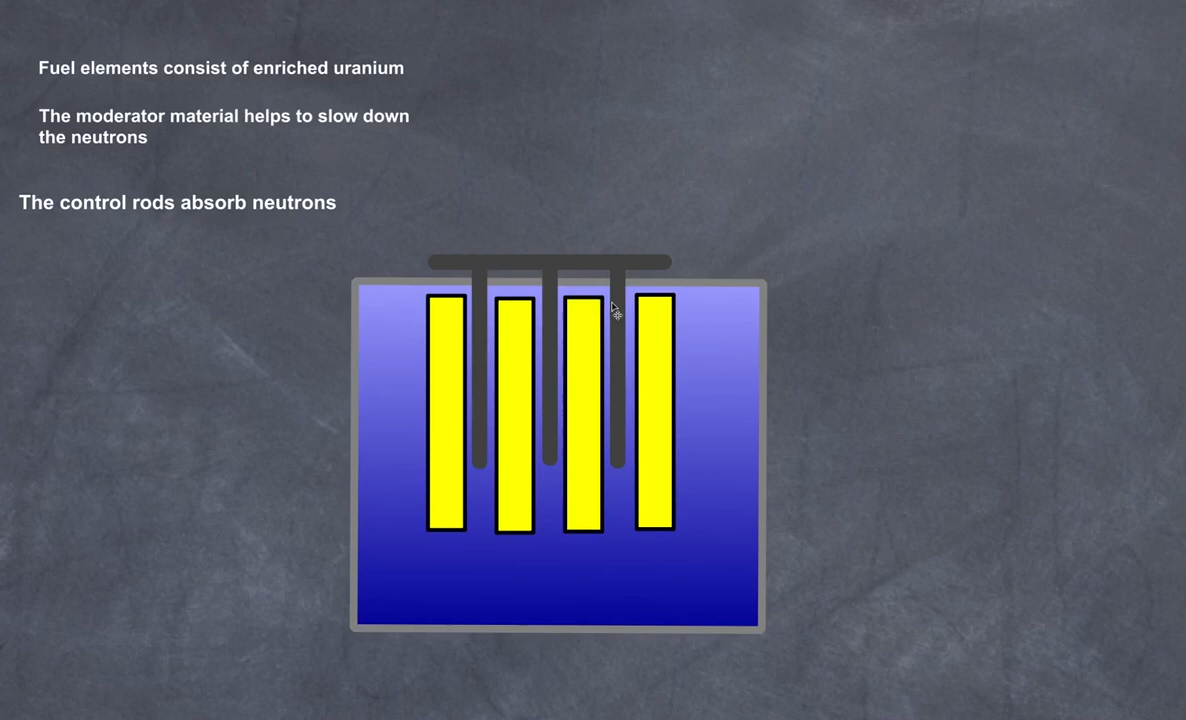 Fuel elements consist of enriched uranium
The moderator material helps to slow down
the neutrons
The control rods absorb neutrons